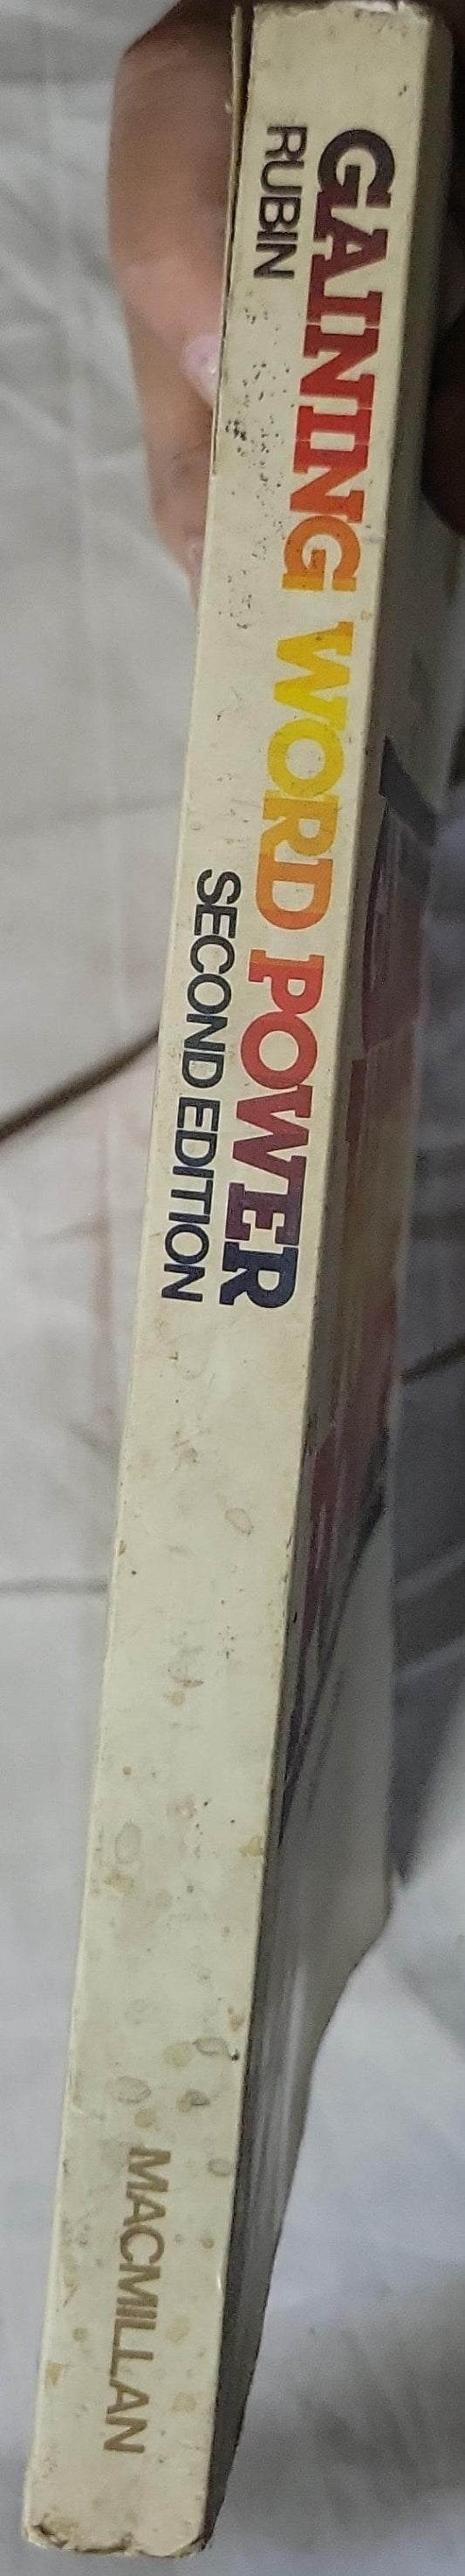 GAINING WORD POWER
RUBIN
SECOND EDITION
MACMILLAN